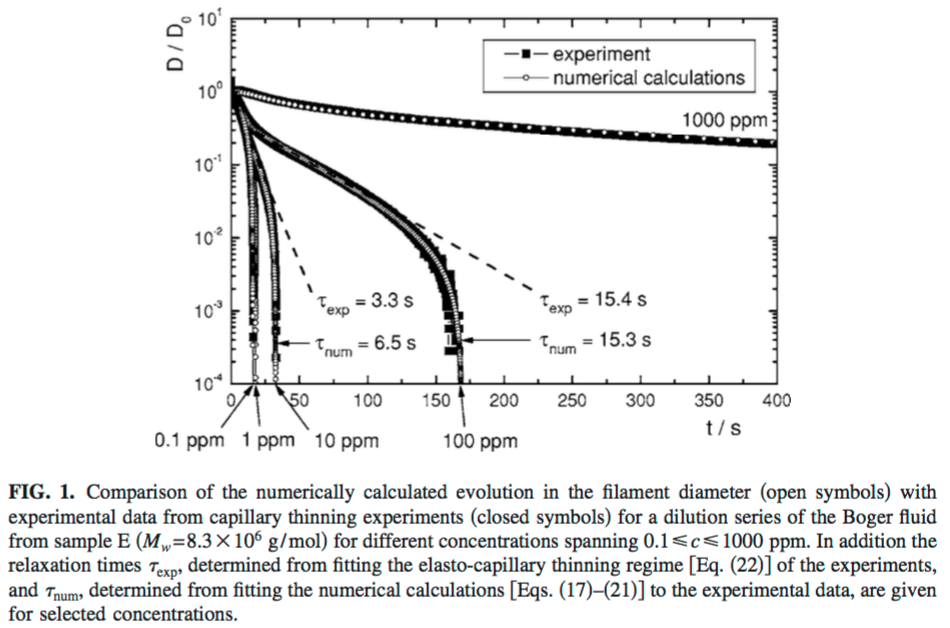 D / D0
10^1
10^0
10^-1
10^-2
10^-3
10^-4
experiment
numerical calculations
1000 ppm
τexp = 3.3 s
τexp = 15.4 s
τnum = 6.5 s
τnum = 15.3 s
0 50 100 150 200 250 300 350 400
t / s
0.1 ppm 1 ppm 10 ppm 100 ppm
FIG. 1. Comparison of the numerically calculated evolution in the filament diameter (open symbols) with
experimental data from capillary thinning experiments (closed symbols) for a dilution series of the Boger fluid
from sample E (Mw=8.3×10^6 g/mol) for different concentrations spanning 0.1≤c≤1000 ppm. In addition the
relaxation times τexp, determined from fitting the elasto-capillary thinning regime [Eq. (22)] of the experiments,
and τnum, determined from fitting the numerical calculations [Eqs. (17)–(21)] to the experimental data, are given
for selected concentrations.